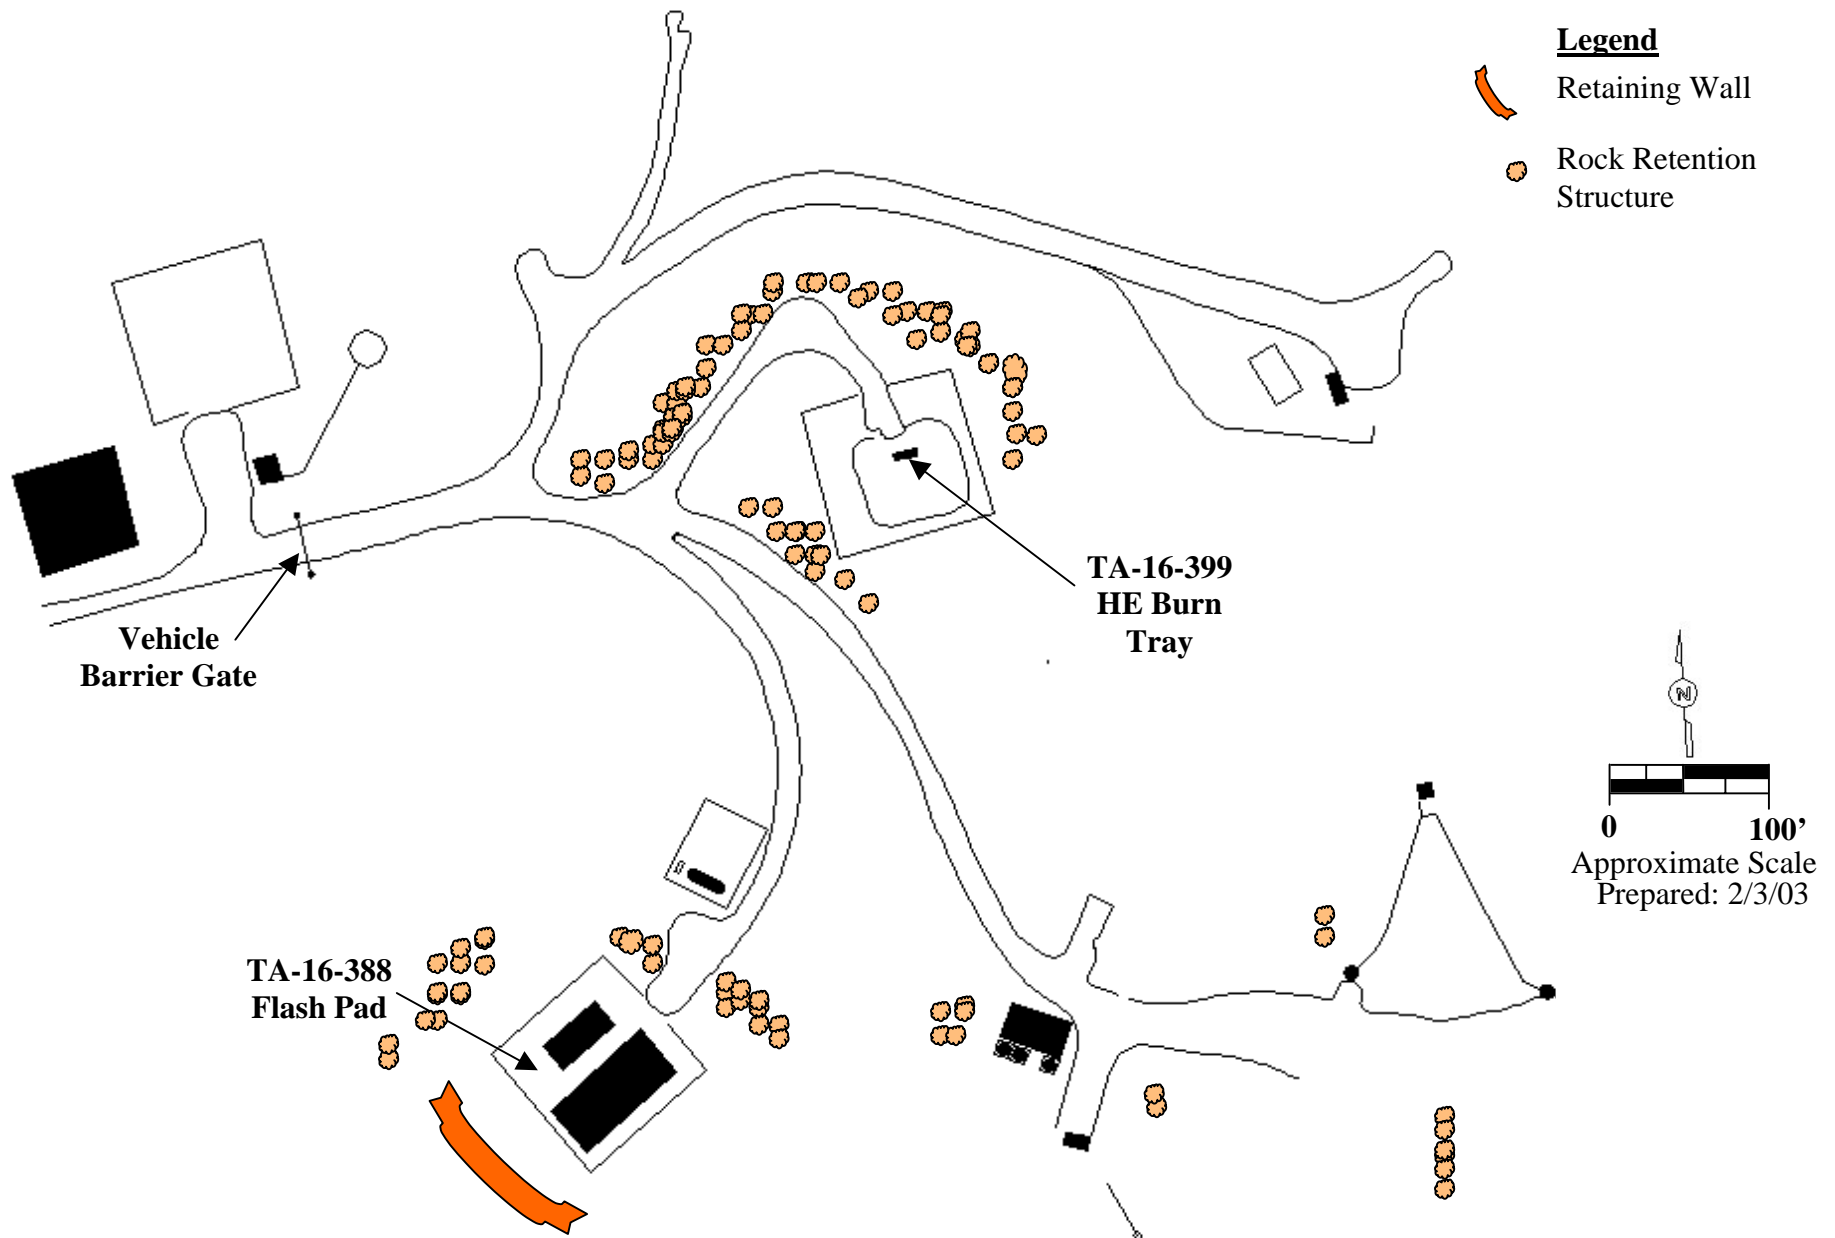 Legend
Retaining Wall
Rock Retention
Structure
TA-16-399
HE Burn
Tray
Vehicle
Barrier Gate
N
0 100’
Approximate Scale
Prepared: 2/3/03
TA-16-388
Flash Pad